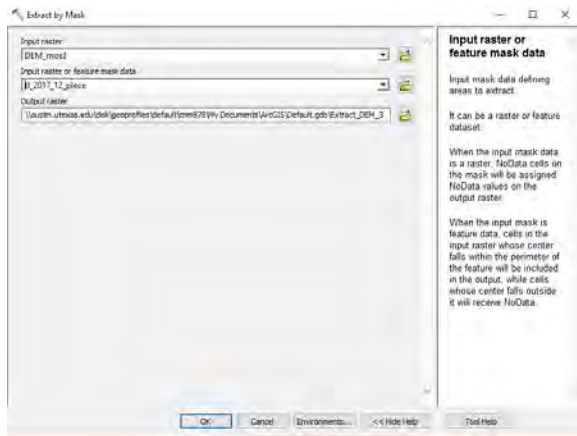 Extract by Mask
Input raster
DEM_mos1
Input raster or feature mask data
B_2017_12_piece
Output raster
\\austin.utexas.edu\disk\geoprofiles\default\mm878\My Documents\ArcGIS\Default.gdb\Extract_DEM_3
OK
Cancel
Environments...
<< Hide Help
Input raster or
feature mask data
Input mask data defining
areas to extract.
It can be a raster or feature
dataset.
When the input mask data
is a raster, NoData cells on
the mask will be assigned
NoData values on the
output raster.
When the input mask is
feature data, cells in the
input raster whose center
falls within the perimeter of
the feature will be included
in the output, while cells
whose center falls outside
it will receive NoData.
Tool Help